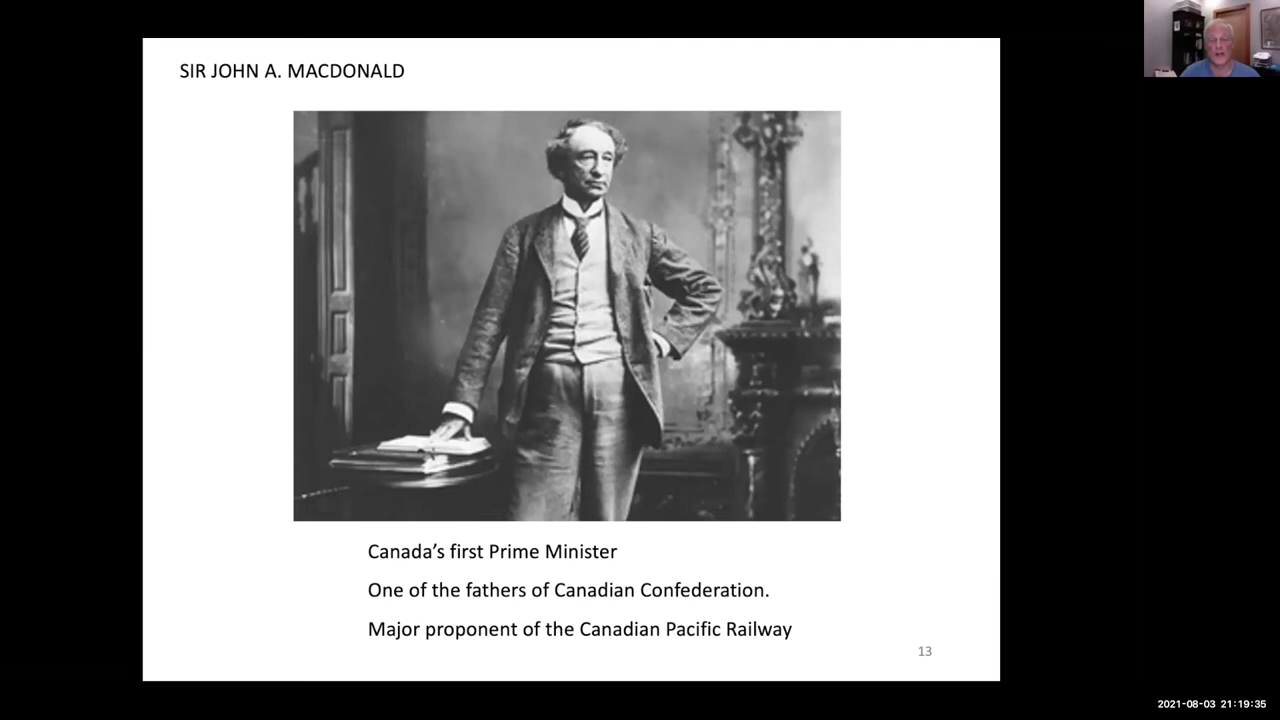 SIR JOHN A. MACDONALD
Canada’s first Prime Minister
One of the fathers of Canadian Confederation.
Major proponent of the Canadian Pacific Railway
13
2021-08-03 21:19:35